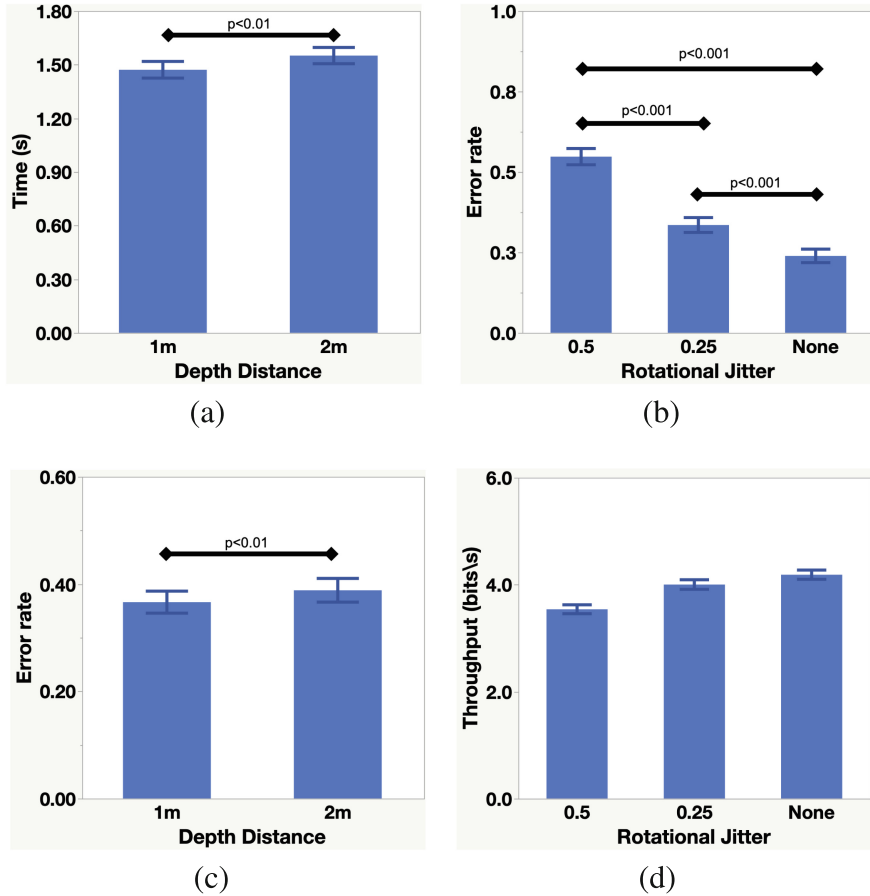 1.80
1.50
1.20
0.90
0.60
0.30
0.00
Time (s)
p<0.01
1m 2m
Depth Distance
(a)
1.0
0.8
0.5
0.3
0.0
Error rate
p<0.001
p<0.001
p<0.001
0.5 0.25 None
Rotational Jitter
(b)
0.60
0.40
0.20
0.00
Error rate
p<0.01
1m 2m
Depth Distance
(c)
6.0
4.0
2.0
0.0
Throughput (bits\s)
0.5 0.25 None
Rotational Jitter
(d)